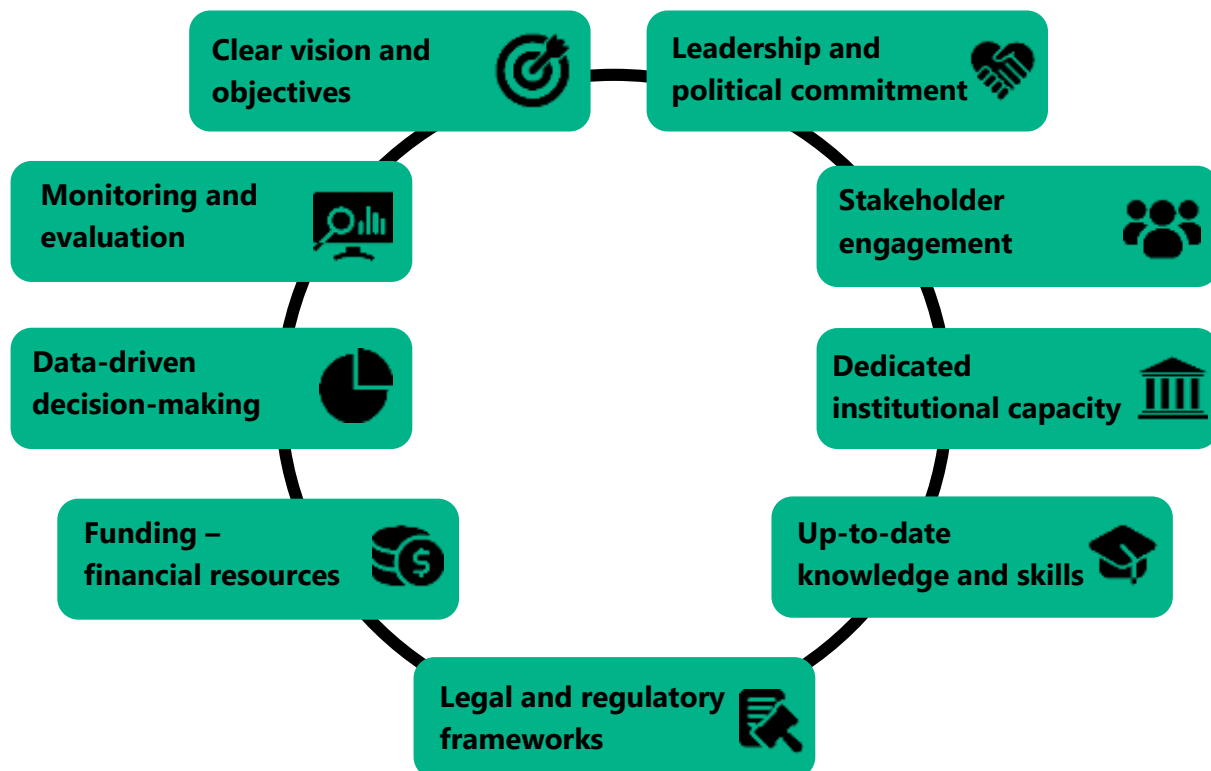 Clear vision and
objectives
Leadership and
political commitment
Monitoring and
evaluation
Stakeholder
engagement
Data-driven
decision-making
Dedicated
institutional capacity
Funding –
financial resources
Up-to-date
knowledge and skills
Legal and regulatory
frameworks